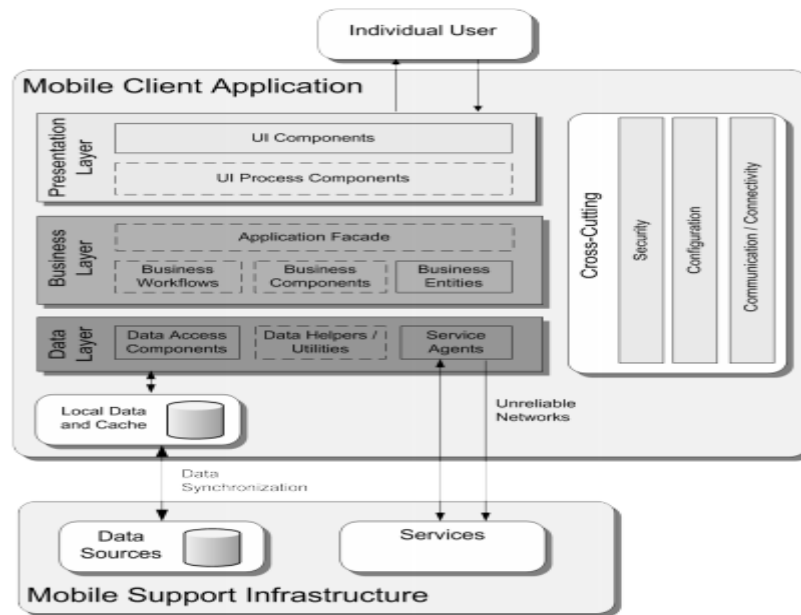 Individual User
Mobile Client Application
Presentation
Layer
UI Components
UI Process Components
Business
Layer
Application Facade
Business
Workflows
Business
Components
Business
Entities
Data
Layer
Data Access
Components
Data Helpers /
Utilities
Service
Agents
Cross-Cutting
Security
Configuration
Communication / Connectivity
Local Data
and Cache
Unreliable
Networks
Data
Synchronization
Data
Sources
Services
Mobile Support Infrastructure